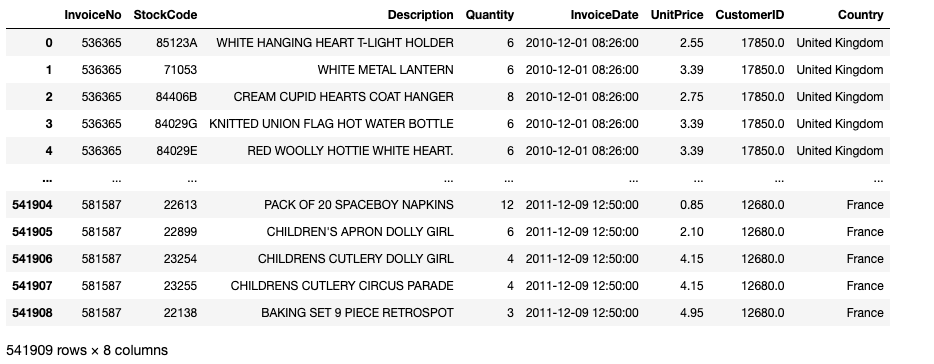 InvoiceNo StockCode Description Quantity InvoiceDate UnitPrice CustomerID Country
0 536365 85123A WHITE HANGING HEART T-LIGHT HOLDER 6 2010-12-01 08:26:00 2.55 17850.0 United Kingdom
1 536365 71053 WHITE METAL LANTERN 6 2010-12-01 08:26:00 3.39 17850.0 United Kingdom
2 536365 84406B CREAM CUPID HEARTS COAT HANGER 8 2010-12-01 08:26:00 2.75 17850.0 United Kingdom
3 536365 84029G KNITTED UNION FLAG HOT WATER BOTTLE 6 2010-12-01 08:26:00 3.39 17850.0 United Kingdom
4 536365 84029E RED WOOLLY HOTTIE WHITE HEART. 6 2010-12-01 08:26:00 3.39 17850.0 United Kingdom
... ... ... ... ... ... ... ... ...
541904 581587 22613 PACK OF 20 SPACEBOY NAPKINS 12 2011-12-09 12:50:00 0.85 12680.0 France
541905 581587 22899 CHILDREN'S APRON DOLLY GIRL 6 2011-12-09 12:50:00 2.10 12680.0 France
541906 581587 23254 CHILDRENS CUTLERY DOLLY GIRL 4 2011-12-09 12:50:00 4.15 12680.0 France
541907 581587 23255 CHILDRENS CUTLERY CIRCUS PARADE 4 2011-12-09 12:50:00 4.15 12680.0 France
541908 581587 22138 BAKING SET 9 PIECE RETROSPOT 3 2011-12-09 12:50:00 4.95 12680.0 France
541909 rows × 8 columns